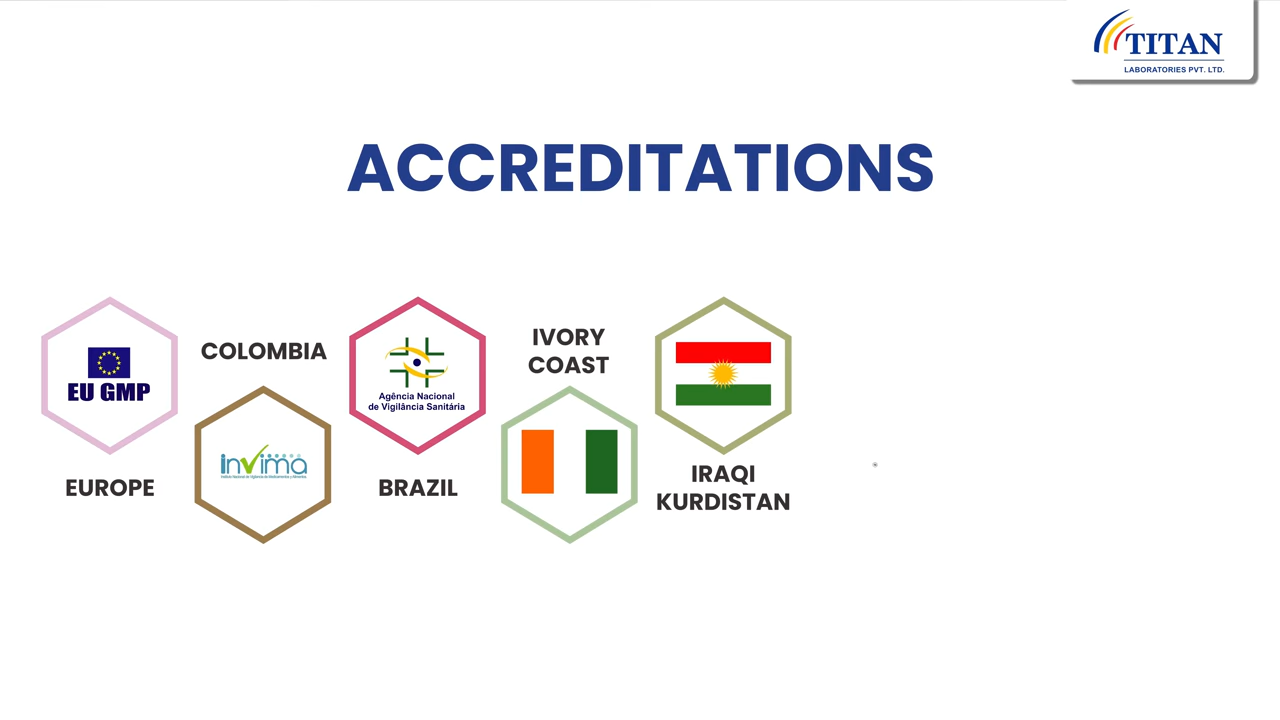 TITAN
LABORATORIES PVT. LTD.
ACCREDITATIONS
EU GMP
EUROPE
COLOMBIA
invima
Agência Nacional
de Vigilância Sanitária
BRAZIL
IVORY
COAST
IRAQI
KURDISTAN